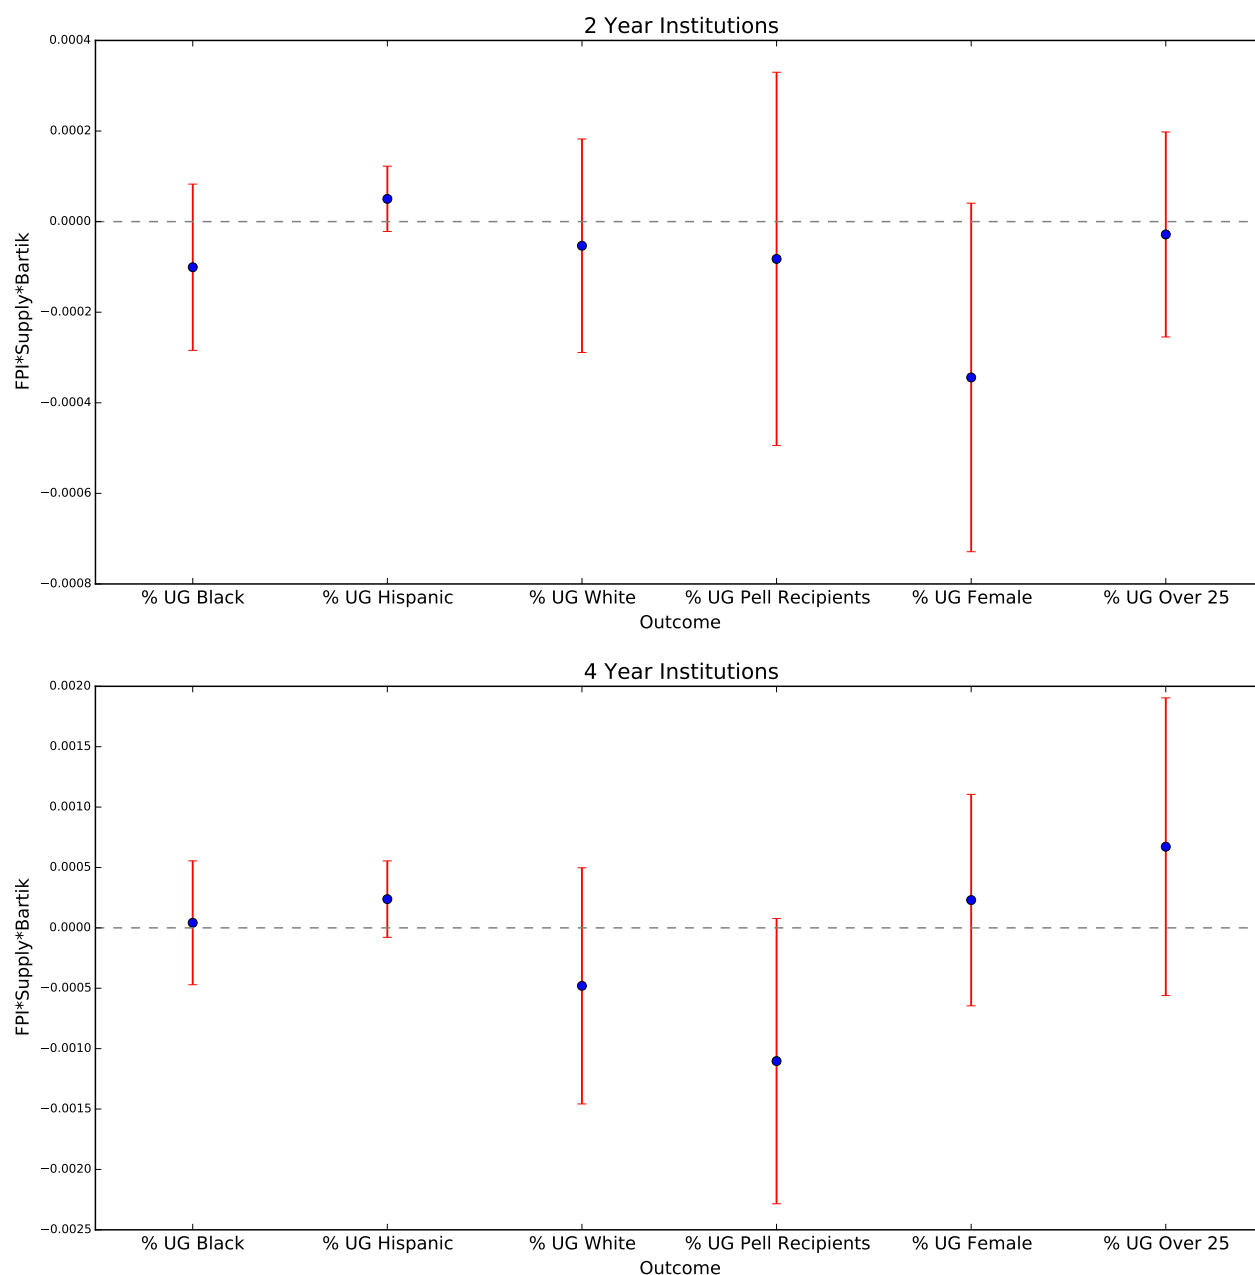 2 Year Institutions
0.0004
0.0002
0.0000
−0.0002
−0.0004
−0.0006
−0.0008
FPI*Supply*Bartik
% UG Black
% UG Hispanic
% UG White
% UG Pell Recipients
% UG Female
% UG Over 25
Outcome
4 Year Institutions
0.0020
0.0015
0.0010
0.0005
0.0000
−0.0005
−0.0010
−0.0015
−0.0020
−0.0025
FPI*Supply*Bartik
% UG Black
% UG Hispanic
% UG White
% UG Pell Recipients
% UG Female
% UG Over 25
Outcome